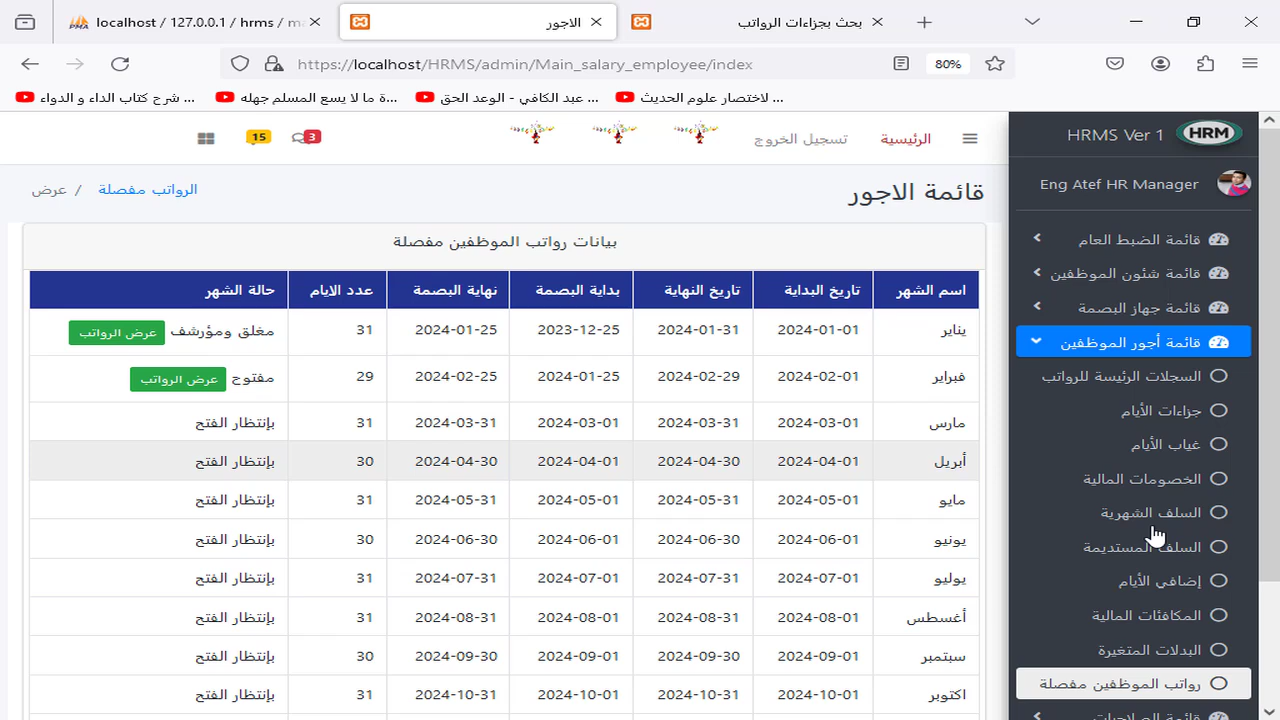 localhost / 127.0.0.1 / hrms / ma
الاجور
بحث بجزاءات الرواتب
https://localhost/HRMS/admin/Main_salary_employee/index
80%
شرح كتاب الداء و الدواء...
ة ما لا يسع المسلم جهله...
عبد الكافي - الوعد الحق...
لاختصار علوم الحديث...
HRMS Ver 1
HRM
الرئيسية
تسجيل الخروج
3
15
Eng Atef HR Manager
قائمة الاجور
الرواتب مفصلة / عرض
بيانات رواتب الموظفين مفصلة
اسم الشهر تاريخ البداية تاريخ النهاية بداية البصمة نهاية البصمة عدد الايام حالة الشهر
يناير 2024-01-01 2024-01-31 2023-12-25 2024-01-25 31 مغلق ومؤرشف عرض الرواتب
فبراير 2024-02-01 2024-02-29 2024-01-25 2024-02-25 29 مفتوح عرض الرواتب
مارس 2024-03-01 2024-03-31 2024-03-01 2024-03-31 31 بإنتظار الفتح
أبريل 2024-04-01 2024-04-30 2024-04-01 2024-04-30 30 بإنتظار الفتح
مايو 2024-05-01 2024-05-31 2024-05-01 2024-05-31 31 بإنتظار الفتح
يونيو 2024-06-01 2024-06-30 2024-06-01 2024-06-30 30 بإنتظار الفتح
يوليو 2024-07-01 2024-07-31 2024-07-01 2024-07-31 31 بإنتظار الفتح
أغسطس 2024-08-01 2024-08-31 2024-08-01 2024-08-31 31 بإنتظار الفتح
سبتمبر 2024-09-01 2024-09-30 2024-09-01 2024-09-30 30 بإنتظار الفتح
اكتوبر 2024-10-01 2024-10-31 2024-10-01 2024-10-31 31 بإنتظار الفتح
قائمة الضبط العام
قائمة شئون الموظفين
قائمة جهاز البصمة
قائمة أجور الموظفين
السجلات الرئيسة للرواتب
جزاءات الأيام
غياب الأيام
الخصومات المالية
السلف الشهرية
السلف المستديمة
إضافي الأيام
المكافئات المالية
البدلات المتغيرة
رواتب الموظفين مفصلة
قائمة الصلاحيات